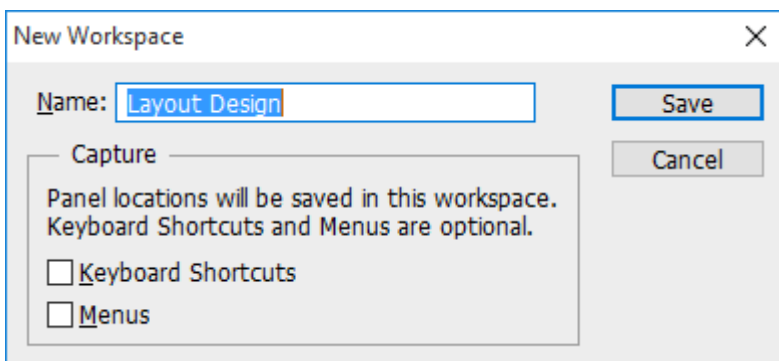 New Workspace
Name: Layout Design
Save
Capture
Cancel
Panel locations will be saved in this workspace.
Keyboard Shortcuts and Menus are optional.
Keyboard Shortcuts
Menus